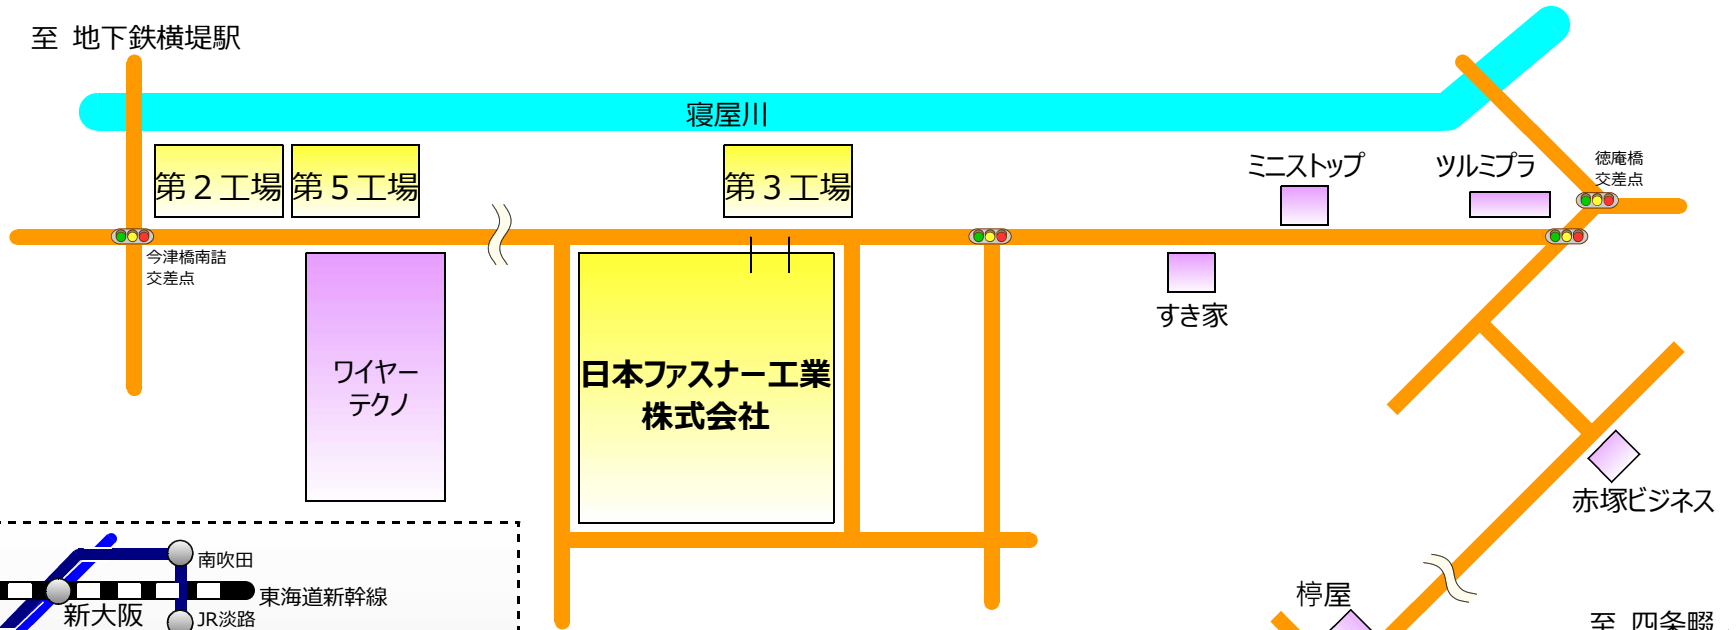 至 地下鉄横堤駅
寝屋川
第２工場
第５工場
第３工場
ミニストップ
ツルミプラ
徳庵橋
交差点
今津橋南詰
交差点
すき家
ワイヤー
テクノ
日本ファスナー工業
株式会社
赤塚ビジネス
南吹田
東海道新幹線
新大阪
JR淡路
椁屋
至 四条畷